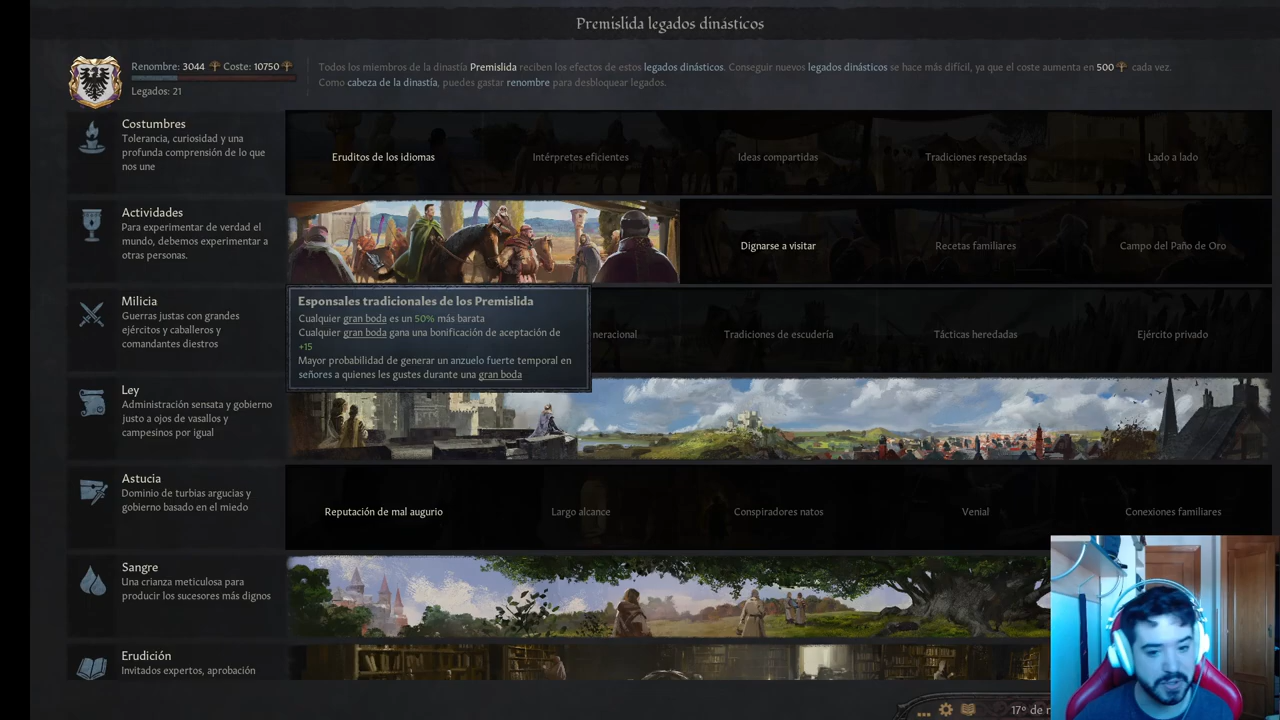 Premislida legados dinásticos
Renombre: 3044 Coste: 10750
Legados: 21
Todos los miembros de la dinastía Premislida reciben los efectos de estos legados dinásticos. Conseguir nuevos legados dinásticos se hace más difícil, ya que el coste aumenta en 500 cada vez.
Como cabeza de la dinastía, puedes gastar renombre para desbloquear legados.
Costumbres
Tolerancia, curiosidad y una
profunda comprensión de lo que
nos une
Eruditos de los idiomas
Intérpretes eficientes
Ideas compartidas
Tradiciones respetadas
Lado a lado
Actividades
Para experimentar de verdad el
mundo, debemos experimentar a
otras personas.
Dignarse a visitar
Recetas familiares
Campo del Paño de Oro
Esponsales tradicionales de los Premislida
Cualquier gran boda es un 50% más barata
Cualquier gran boda gana una bonificación de aceptación de
+15
Mayor probabilidad de generar un anzuelo fuerte temporal en
señores a quienes les gustes durante una gran boda
Milicia
Guerras justas con grandes
ejércitos y caballeros y
comandantes diestros
neracional
Tradiciones de escudería
Tácticas heredadas
Ejército privado
Ley
Administración sensata y gobierno
justo a ojos de vasallos y
campesinos por igual
Astucia
Dominio de turbias argucias y
gobierno basado en el miedo
Reputación de mal augurio
Largo alcance
Conspiradores natos
Venial
Conexiones familiares
Sangre
Una crianza meticulosa para
producir los sucesores más dignos
Erudición
Invitados expertos, aprobación
17º de